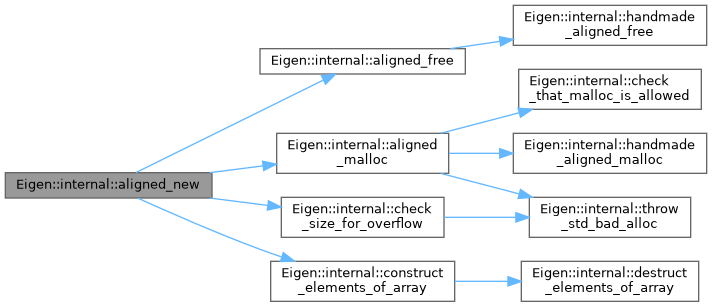 Eigen::internal::aligned_new
Eigen::internal::aligned_free
Eigen::internal::aligned
_malloc
Eigen::internal::check
_size_for_overflow
Eigen::internal::construct
_elements_of_array
Eigen::internal::handmade
_aligned_free
Eigen::internal::check
_that_malloc_is_allowed
Eigen::internal::handmade
_aligned_malloc
Eigen::internal::throw
_std_bad_alloc
Eigen::internal::destruct
_elements_of_array